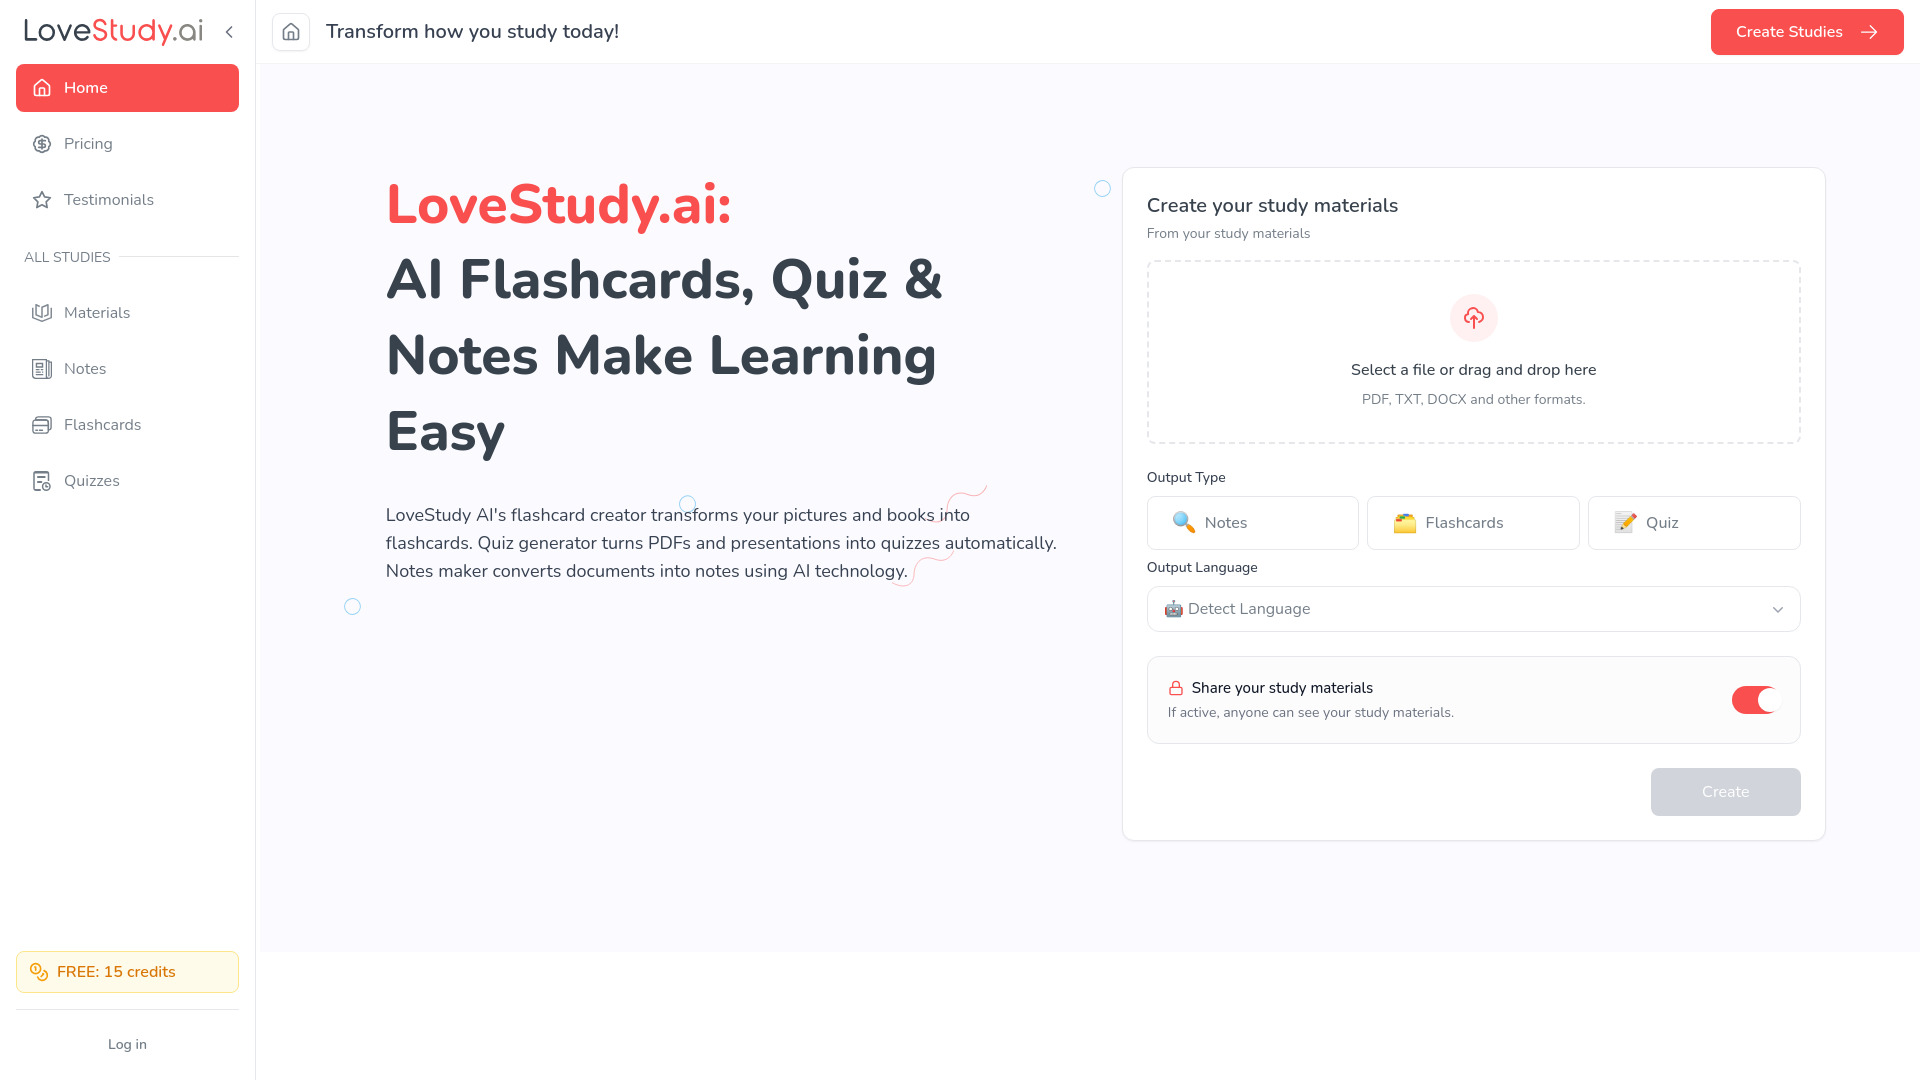 LoveStudy.ai
Home
Pricing
Testimonials
ALL STUDIES
Materials
Notes
Flashcards
Quizzes
FREE: 15 credits
Log in
Transform how you study today!
Create Studies
LoveStudy.ai:
AI Flashcards, Quiz &
Notes Make Learning
Easy
LoveStudy AI's flashcard creator transforms your pictures and books into
flashcards. Quiz generator turns PDFs and presentations into quizzes automatically.
Notes maker converts documents into notes using AI technology.
Create your study materials
From your study materials
Select a file or drag and drop here
PDF, TXT, DOCX and other formats.
Output Type
Notes
Flashcards
Quiz
Output Language
Detect Language
Share your study materials
If active, anyone can see your study materials.
Create